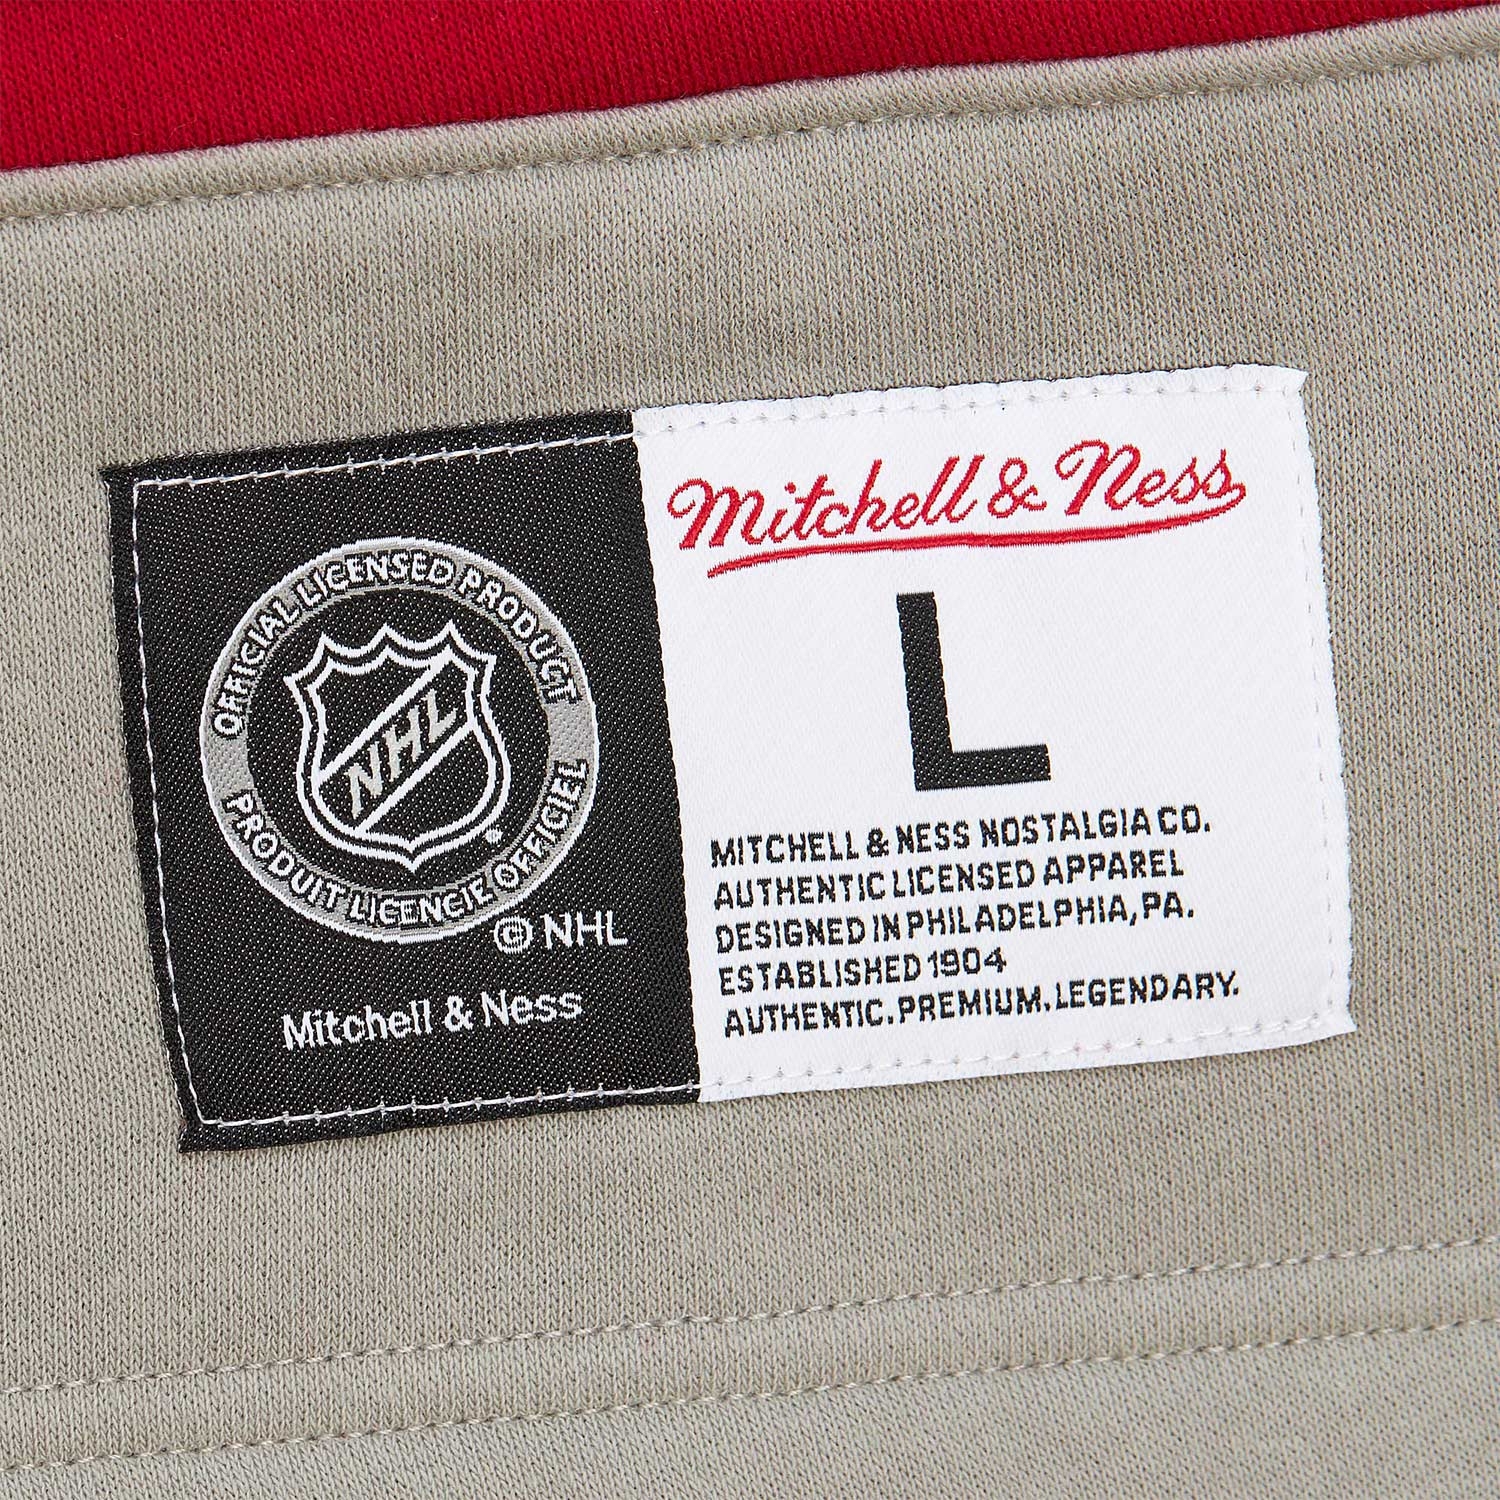 OFFICIAL LICENSED PRODUCT
NHL
®
PRODUIT LICENCIE OFFICIEL
© NHL
Mitchell & Ness
Mitchell & Ness
L
MITCHELL & NESS NOSTALGIA CO.
AUTHENTIC LICENSED APPAREL
DESIGNED IN PHILADELPHIA, PA.
ESTABLISHED 1904
AUTHENTIC. PREMIUM. LEGENDARY.